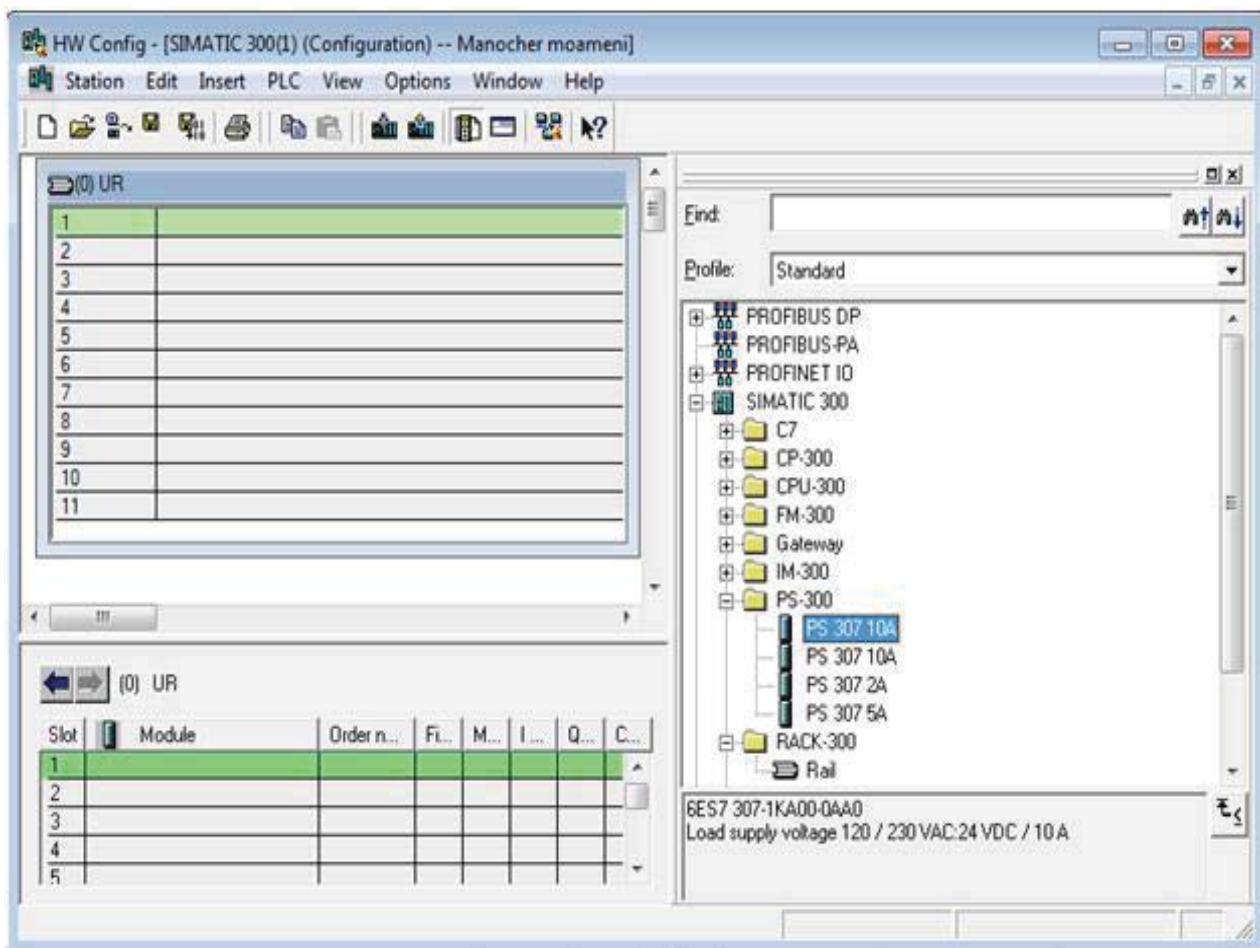 HW Config - [SIMATIC 300(1) (Configuration) -- Manocher moameni]
Station Edit Insert PLC View Options Window Help
(0) UR
1
2
3
4
5
6
7
8
9
10
11
(0) UR
Slot Module Order n... Fi... M... I ... Q... C...
1
2
3
4
5
Find:
Profile: Standard
PROFIBUS DP
PROFIBUS-PA
PROFINET IO
SIMATIC 300
C7
CP-300
CPU-300
FM-300
Gateway
IM-300
PS-300
PS 307 10A
PS 307 10A
PS 307 2A
PS 307 5A
RACK-300
Rail
6ES7 307-1KA00-0AA0
Load supply voltage 120 / 230 VAC:24 VDC / 10 A